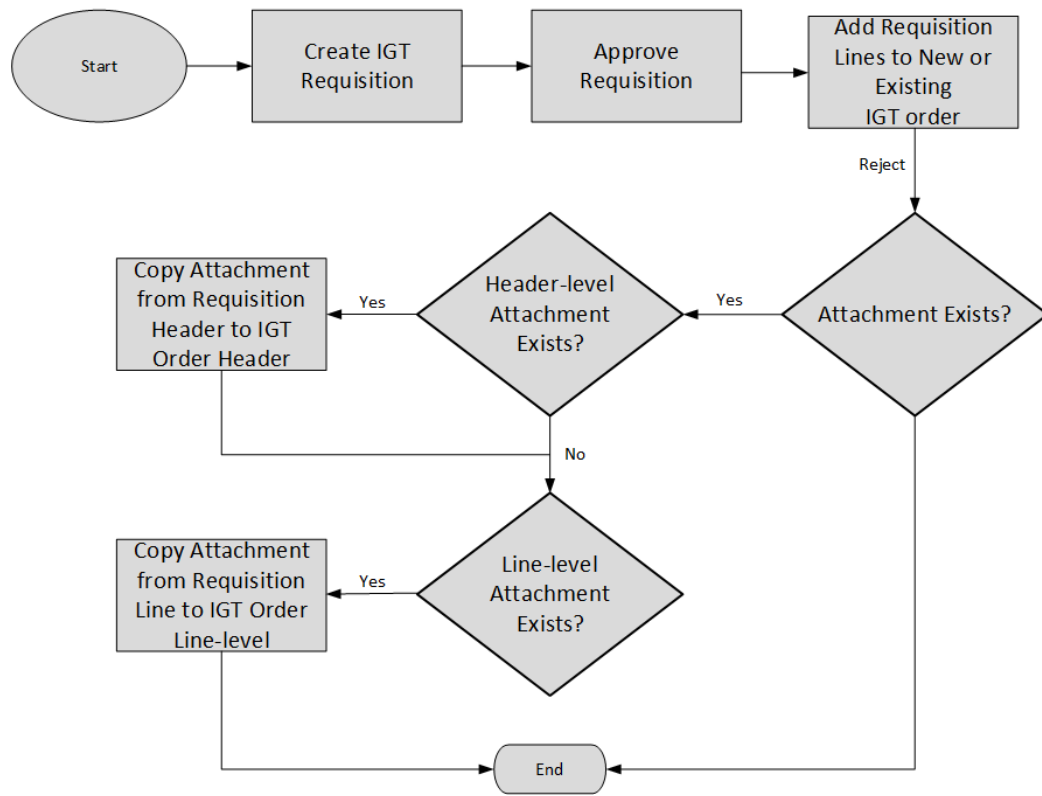 Start
Create IGT
Requisition
Approve
Requisition
Add Requisition
Lines to New or
Existing
IGT order
Reject
Copy Attachment
from Requisition
Header to IGT
Order Header
Yes
Header-level
Attachment
Exists?
Yes
Attachment Exists?
No
Copy Attachment
from Requisition
Line to IGT Order
Line-level
Yes
Line-level
Attachment
Exists?
End